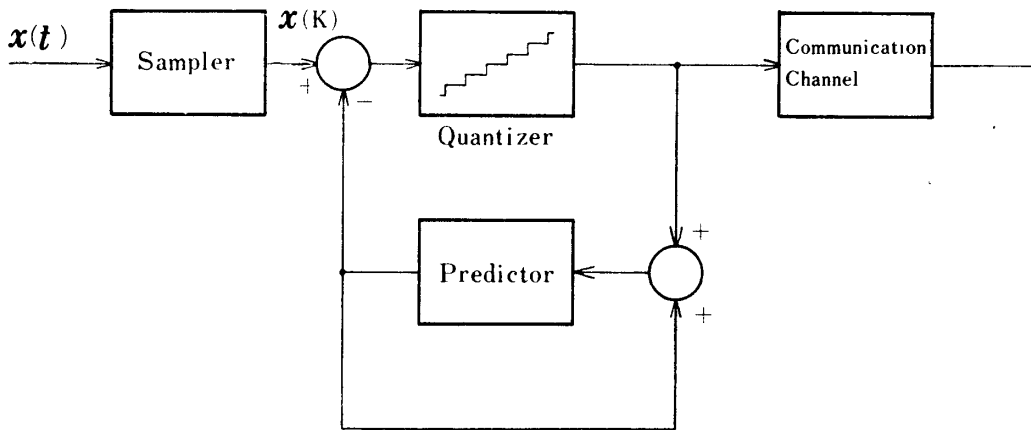 x(t)
Sampler
x(K)
+
−
Quantizer
Communication
Channel
Predictor
+
+